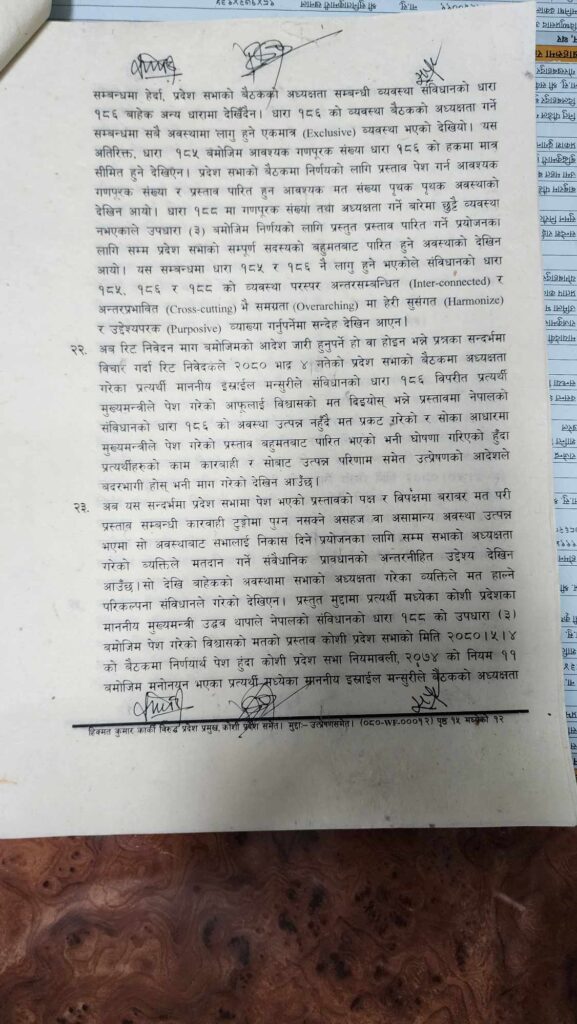 सम्बन्धमा हेर्दा, प्रदेश सभाको बैठकको अध्यक्षता सम्बन्धी व्यवस्था संविधानको धारा
१८६ बाहेक अन्य धारामा देखिँदैन। धारा १८६ को व्यवस्था बैठकको अध्यक्षता गर्ने
सम्बन्धमा सबै अवस्थामा लागु हुने एकमात्र (Exclusive) व्यवस्था भएको देखियो। यस
अतिरिक्त, धारा १८५ बमोजिम आवश्यक गणपूरक संख्या धारा १८६ को हकमा मात्र
सीमित हुने देखिएन। प्रदेश सभाको बैठकमा निर्णयको लागि प्रस्ताव पेश गर्न आवश्यक
गणपूरक संख्या र प्रस्ताव पारित हुन आवश्यक मत संख्या पृथक पृथक अवस्थाको
देखिन आयो। धारा १८८ मा गणपूरक संख्या तथा अध्यक्षता गर्ने बारेमा छुट्टै व्यवस्था
नभएकाले उपधारा (३) बमोजिम निर्णयको लागि प्रस्तुत प्रस्ताव पारित गर्ने प्रयोजनका
लागि सम्म प्रदेश सभाको सम्पूर्ण सदस्यको बहुमतबाट पारित हुने अवस्थाको देखिन
आयो। यस सम्बन्धमा धारा १८५ र १८६ नै लागु हुने भएकोले संविधानको धारा
१८५, १८६ र १८८ को व्यवस्था परस्पर अन्तरसम्बन्धित (Inter-connected) र
अन्तरप्रभावित (Cross-cutting) भै समग्रता (Overarching) मा हेरी सुसंगत (Harmonize)
र उद्देश्यपरक (Purposive) व्याख्या गर्नुपर्नेमा सन्देह देखिन आएन।
२२. अब रिट निवेदन माग बमोजिमको आदेश जारी हुनुपर्ने हो वा होइन भन्ने प्रश्नका सन्दर्भमा
विचार गर्दा रिट निवेदकले २०८० भाद्र ४ गतेको प्रदेश सभाको बैठकमा अध्यक्षता
गरेका प्रत्यर्थी माननीय इस्राईल मन्सुरीले संविधानको धारा १८६ विपरीत प्रत्यर्थी
मुख्यमन्त्रीले पेश गरेको आफूलाई विश्वासको मत दिइयोस् भन्ने प्रस्तावमा नेपालको
संविधानको धारा १८६ को अवस्था उत्पन्न नहुँदै मत प्रकट गरेको र सोका आधारमा
मुख्यमन्त्रीले पेश गरेको प्रस्ताव बहुमतबाट पारित भएको भनी घोषणा गरिएको हुँदा
प्रत्यर्थीहरुको काम कारवाही र सोबाट उत्पन्न परिणाम समेत उत्प्रेषणको आदेशले
बदरभागी होस् भनी माग गरेको देखिन आउँछ।
२३. अब यस सन्दर्भमा प्रदेश सभामा पेश भएको प्रस्तावको पक्ष र विपक्षमा बराबर मत परी
प्रस्ताव सम्बन्धी कारवाही टुङ्गोमा पुग्न नसक्ने असहज वा असामान्य अवस्था उत्पन्न
भएमा सो अवस्थाबाट सभालाई निकास दिने प्रयोजनका लागि सम्म सभाको अध्यक्षता
गरेको व्यक्तिले मतदान गर्ने संवैधानिक प्रावधानको अन्तरनीहित उद्देश्य देखिन
आउँछ।सो देखि बाहेकको अवस्थामा सभाको अध्यक्षता गरेका व्यक्तिले मत हाल्ने
परिकल्पना संविधानले गरेको देखिएन। प्रस्तुत मुद्दामा प्रत्यर्थी मध्येका कोशी प्रदेशका
माननीय मुख्यमन्त्री उद्धव थापाले नेपालको संविधानको धारा १८८ को उपधारा (३)
बमोजिम पेश गरेको विश्वासको मतको प्रस्ताव कोशी प्रदेश सभाको मिति २०८०।५।४
को बैठकमा निर्णयार्थ पेश हुंदा कोशी प्रदेश सभा नियमावली, २०७४ को नियम ११
बमोजिम मनोनयन भएका प्रत्यर्थी मध्येका माननीय इस्राईल मन्सुरीले बैठकको अध्यक्षता
हिक्मत कुमार कार्की विरुद्ध प्रदेश प्रमुख, कोशी प्रदेश समेत। मुद्दाः- उत्प्रेषणसमेत। (०८०-WF-०००१२) पृष्ठ १५ मध्येको १२